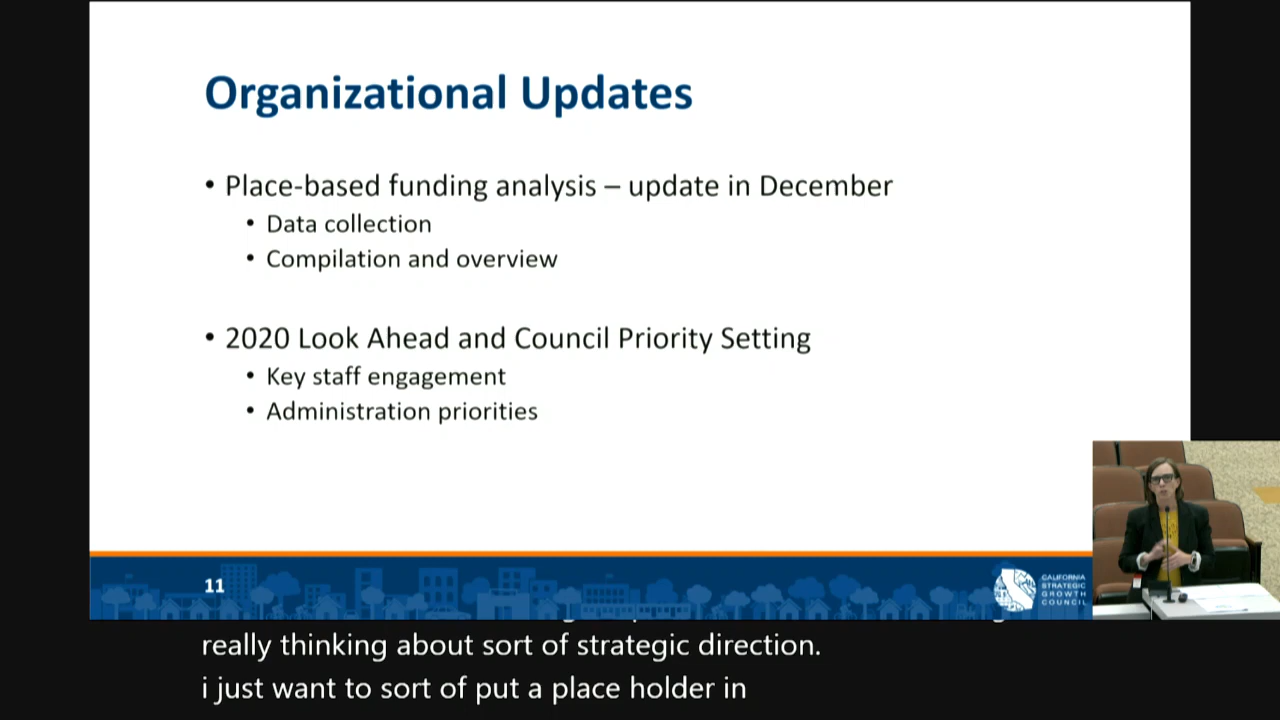 Organizational Updates
• Place-based funding analysis – update in December
• Data collection
• Compilation and overview
• 2020 Look Ahead and Council Priority Setting
• Key staff engagement
• Administration priorities
11
CALIFORNIA
STRATEGIC
GROWTH
COUNCIL
really thinking about sort of strategic direction.
i just want to sort of put a place holder in